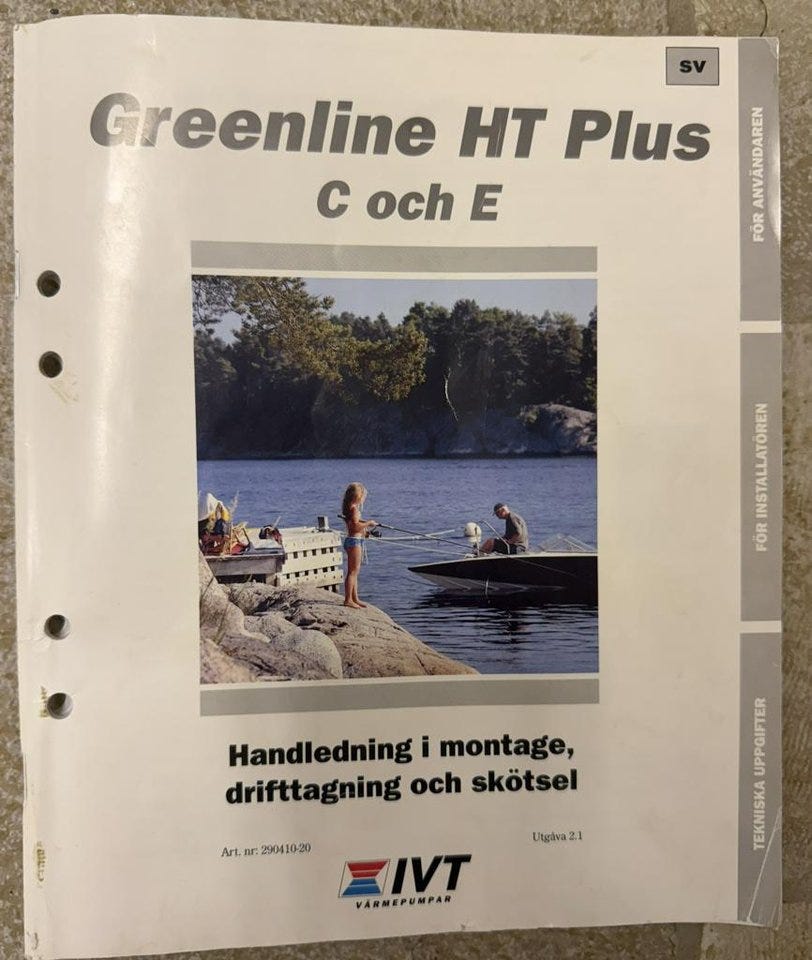 SV
Greenline HT Plus
C och E
FÖR ANVÄNDAREN
FÖR INSTALLATÖREN
TEKNISKA UPPGIFTER
Handledning i montage,
drifttagning och skötsel
Art. nr: 290410-20
Utgåva 2.1
IVT
VÄRMEPUMPAR